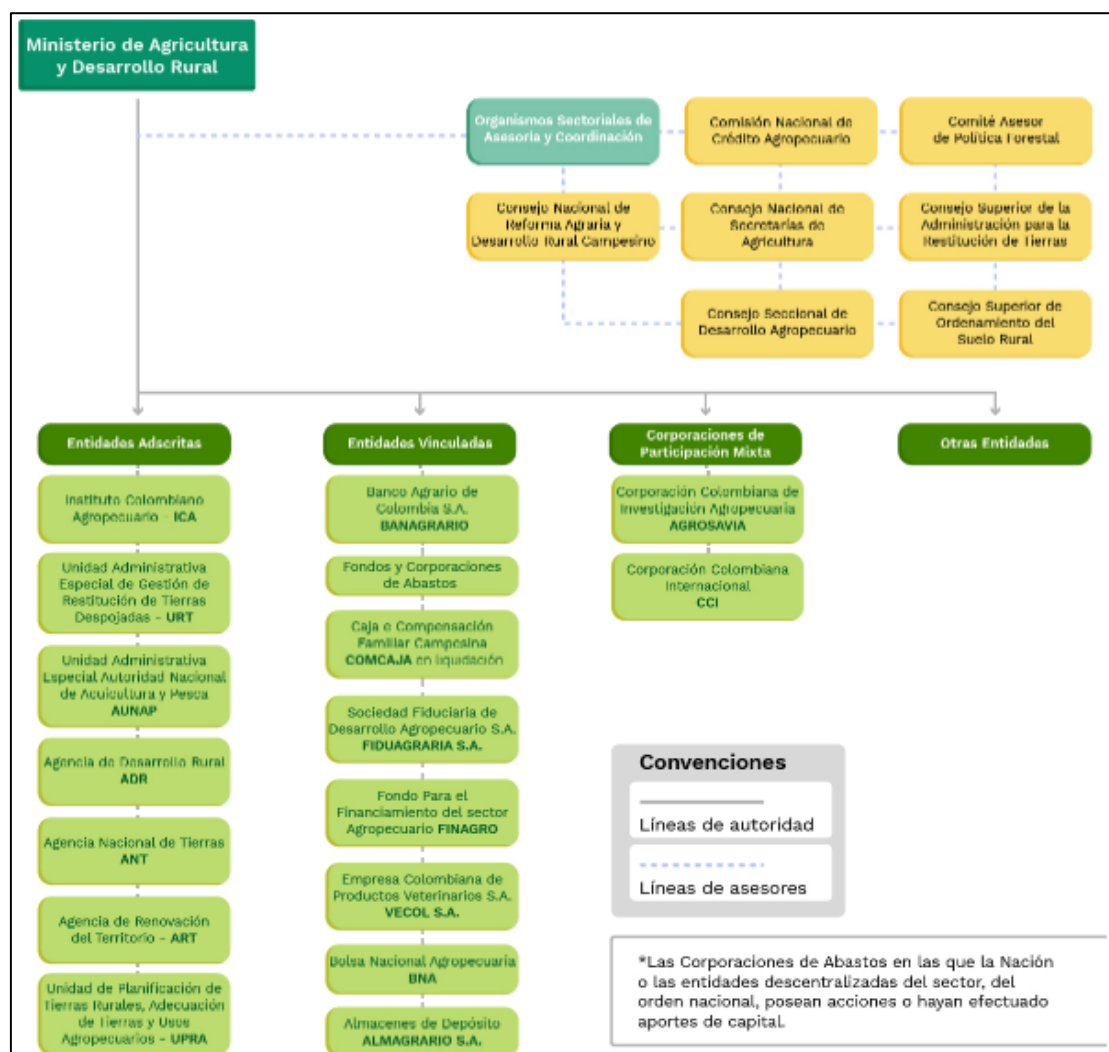 Ministerio de Agricultura
y Desarrollo Rural
Organismos Sectoriales de
Asesoría y Coordinación
Comisión Nacional de
Crédito Agropecuario
Comité Asesor
de Política Forestal
Consejo Nacional de
Reforma Agraria y
Desarrollo Rural Campesino
Consejo Nacional de
Secretarías de
Agricultura
Consejo Superior de la
Administración para la
Restitución de Tierras
Consejo Seccional de
Desarrollo Agropecuario
Consejo Superior de
Ordenamiento del
Suelo Rural
Entidades Adscritas
Instituto Colombiano
Agropecuario - ICA
Unidad Administrativa
Especial de Gestión de
Restitución de Tierras
Despojadas - URT
Unidad Administrativa
Especial Autoridad Nacional
de Acuicultura y Pesca
AUNAP
Agencia de Desarrollo Rural
ADR
Agencia Nacional de Tierras
ANT
Agencia de Renovación
del Territorio - ART
Unidad de Planificación de
Tierras Rurales, Adecuación
de Tierras y Usos
Agropecuarios - UPRA
Entidades Vinculadas
Banco Agrario de
Colombia S.A.
BANAGRARIO
Fondos y Corporaciones
de Abastos
Caja e Compensación
Familiar Campesina
COMCAJA en liquidación
Sociedad Fiduciaria de
Desarrollo Agropecuario S.A.
FIDUAGRARIA S.A.
Fondo Para el
Financiamiento del sector
Agropecuario FINAGRO
Empresa Colombiana de
Productos Veterinarios S.A.
VECOL S.A.
Bolsa Nacional Agropecuaria
BNA
Almacenes de Depósito
ALMAGRARIO S.A.
Corporaciones de
Participación Mixta
Corporación Colombiana de
Investigación Agropecuaria
AGROSAVIA
Corporación Colombiana
Internacional
CCI
Otras Entidades
Convenciones
Líneas de autoridad
Líneas de asesores
*Las Corporaciones de Abastos en las que la Nación
o las entidades descentralizadas del sector, del
orden nacional, posean acciones o hayan efectuado
aportes de capital.